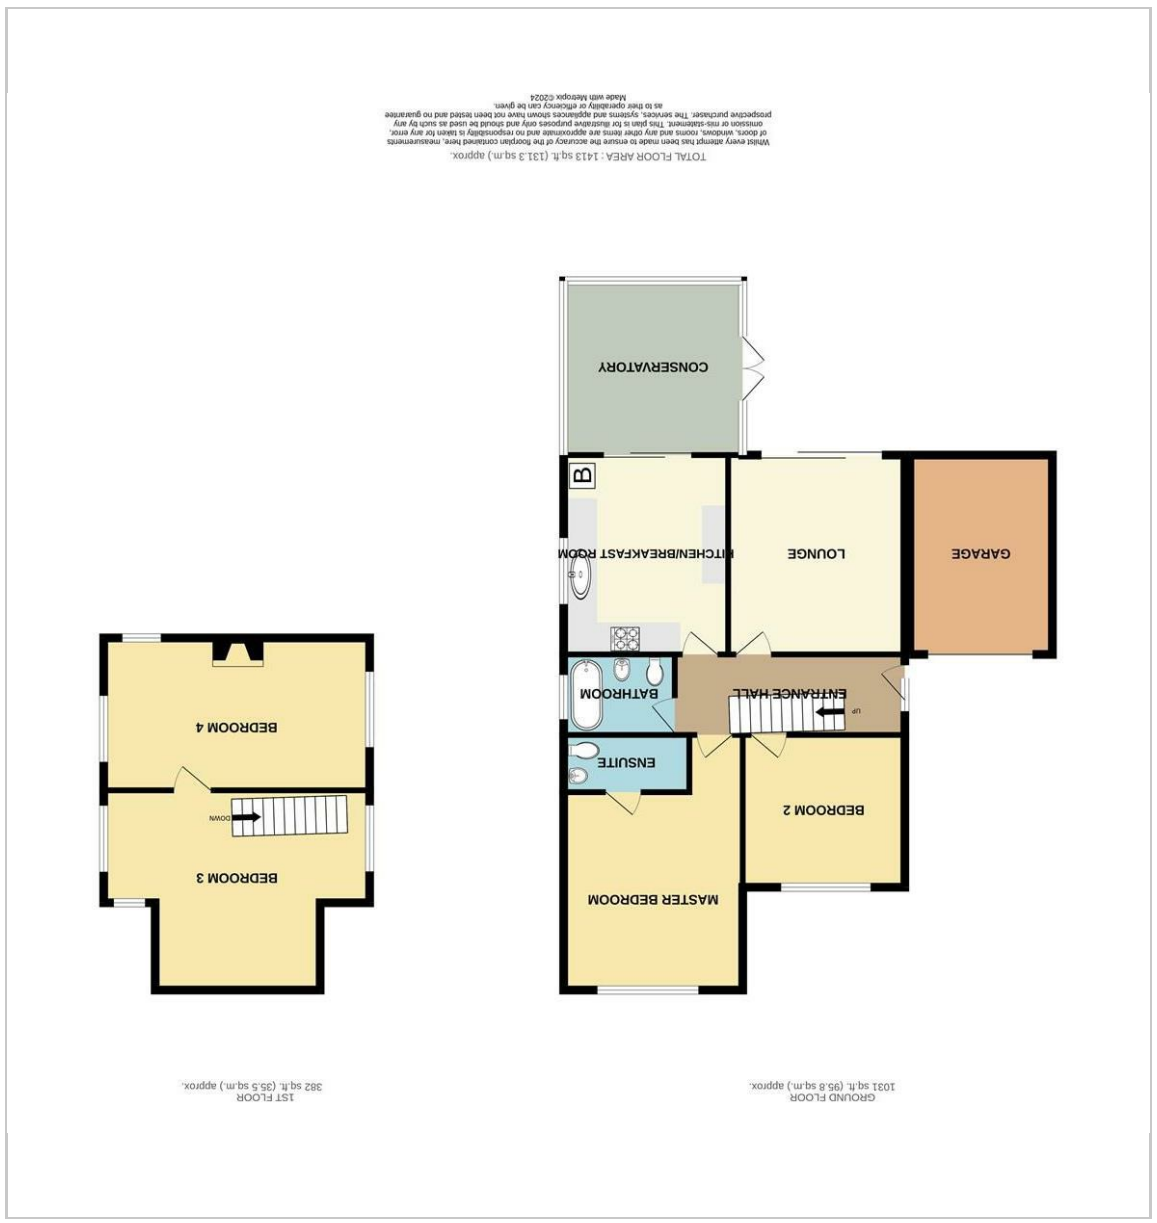 GROUND FLOOR
1031 sq.ft. (95.8 sq.m.) approx.
1ST FLOOR
382 sq.ft. (35.5 sq.m.) approx.
MASTER BEDROOM
BEDROOM 2
ENSUITE
UP
ENTRANCE HALL
BATHROOM
GARAGE
LOUNGE
KITCHEN/BREAKFAST ROOM
B
CONSERVATORY
BEDROOM 3
DOWN
BEDROOM 4
TOTAL FLOOR AREA : 1413 sq.ft. (131.3 sq.m.) approx.
Whilst every attempt has been made to ensure the accuracy of the floorplan contained here, measurements
of doors, windows, rooms and any other items are approximate and no responsibility is taken for any error,
omission or mis-statement. This plan is for illustrative purposes only and should be used as such by any
prospective purchaser. The services, systems and appliances shown have not been tested and no guarantee
as to their operability or efficiency can be given.
Made with Metropix ©2024